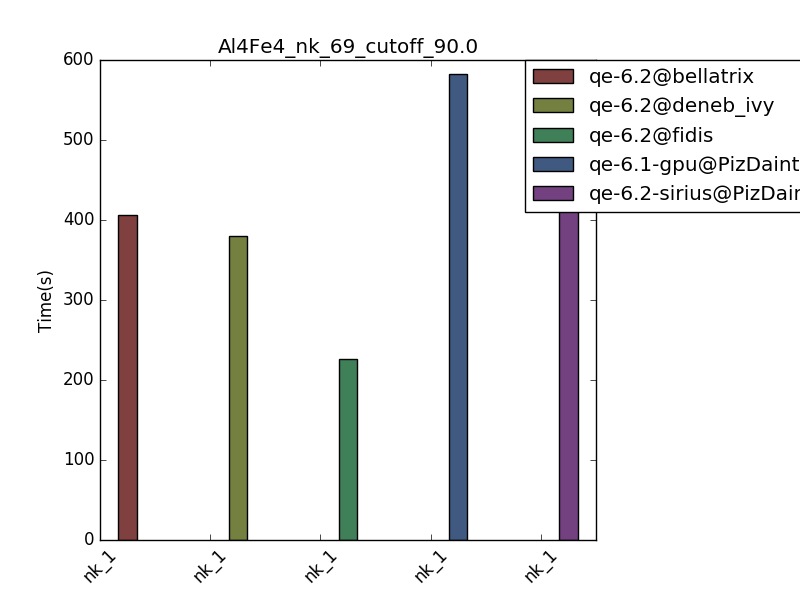 Al4Fe4_nk_69_cutoff_90.0
600
500
400
300
200
100
0
Time(s)
nk_1
nk_1
nk_1
nk_1
nk_1
qe-6.2@bellatrix
qe-6.2@deneb_ivy
qe-6.2@fidis
qe-6.1-gpu@PizDaint
qe-6.2-sirius@PizDai